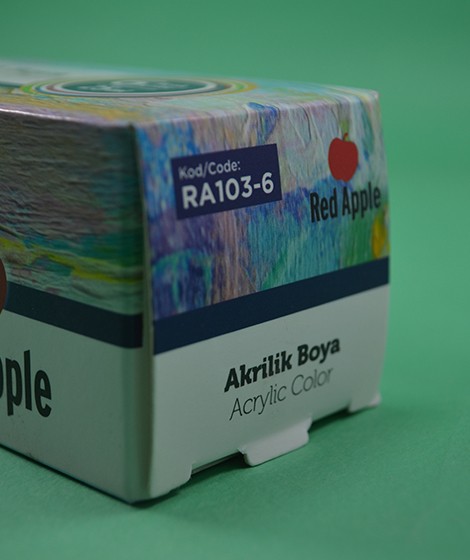 Kod/Code:
RA103-6
Red Apple
Akrilik Boya
Acrylic Color